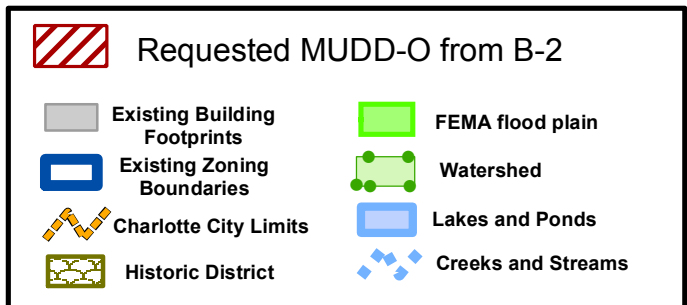 Requested MUDD-O from B-2
Existing Building
Footprints
Existing Zoning
Boundaries
Charlotte City Limits
Historic District
FEMA flood plain
Watershed
Lakes and Ponds
Creeks and Streams